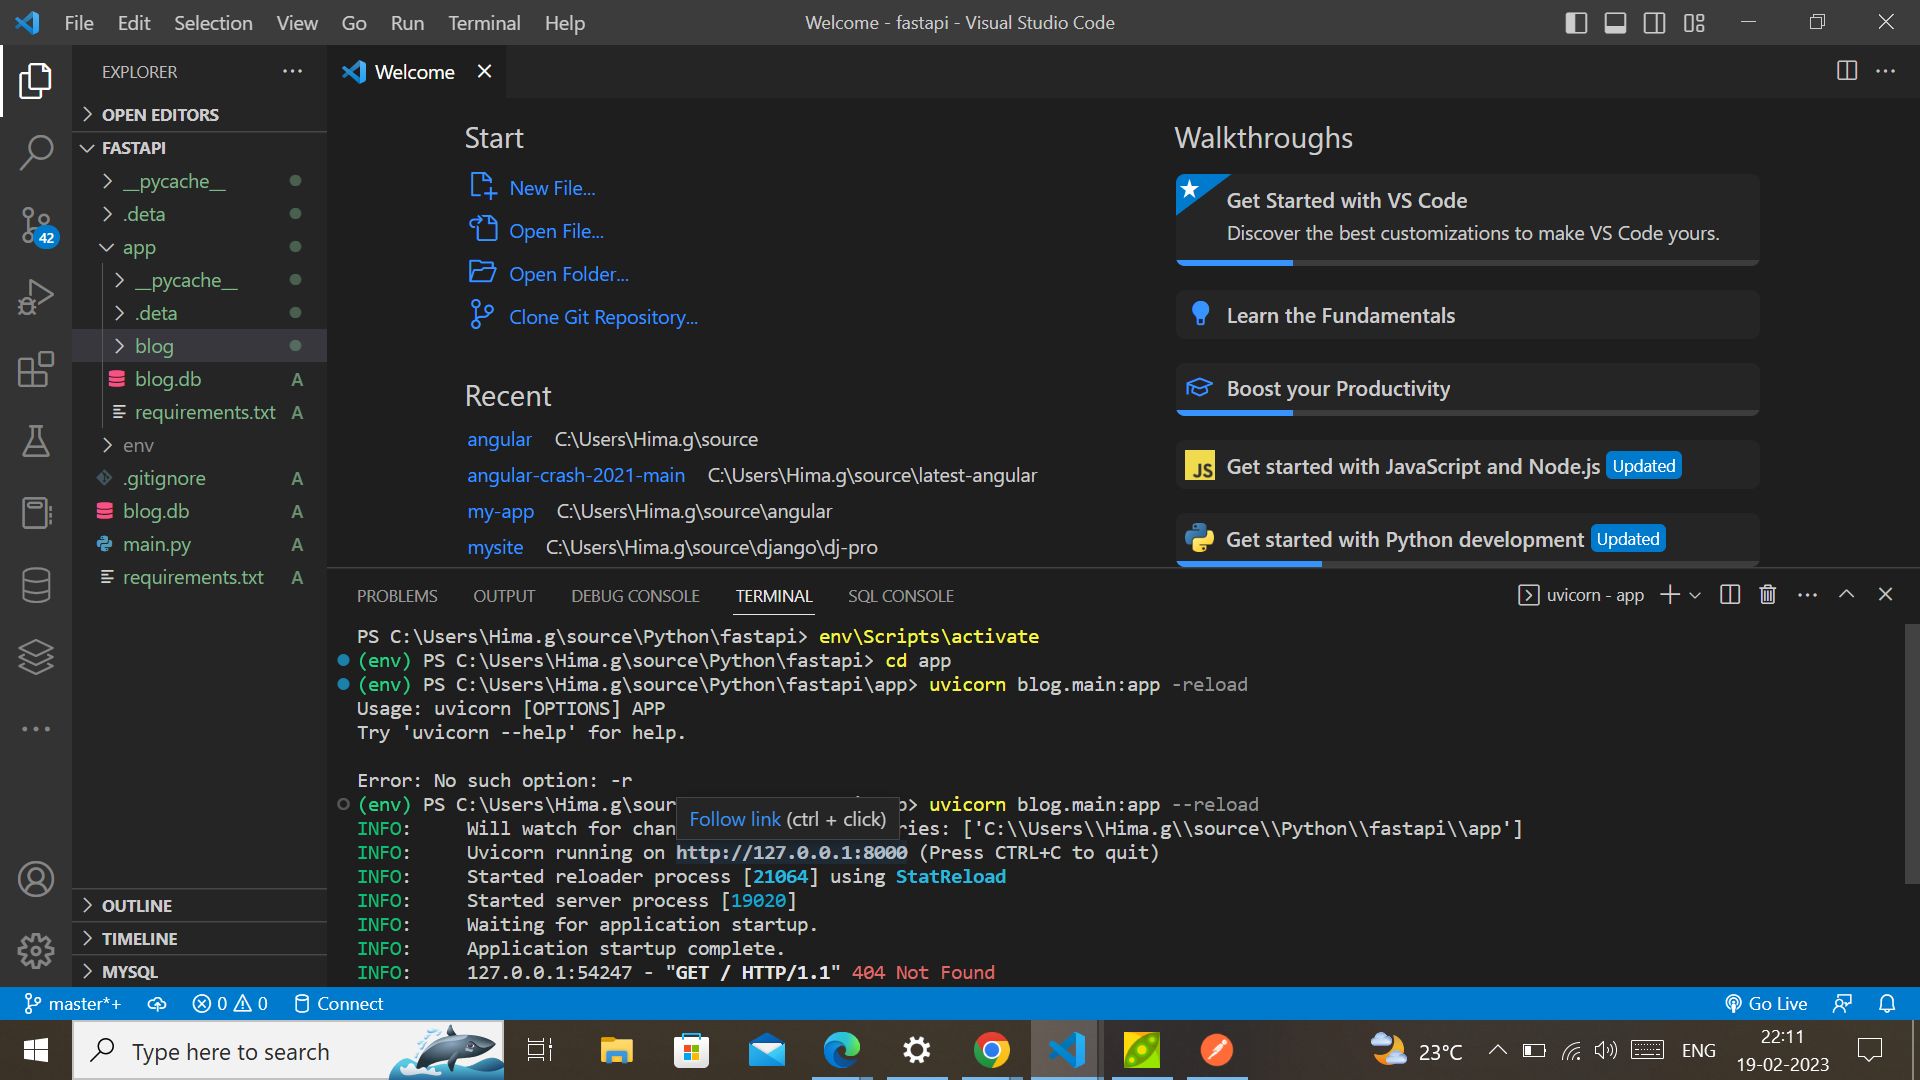 File Edit Selection View Go Run Terminal Help
Welcome - fastapi - Visual Studio Code
EXPLORER
OPEN EDITORS
FASTAPI
__pycache__
.deta
app
__pycache__
.deta
blog
blog.db A
requirements.txt A
env
.gitignore A
blog.db A
main.py A
requirements.txt A
OUTLINE
TIMELINE
MYSQL
42
Welcome
Start
New File...
Open File...
Open Folder...
Clone Git Repository...
Recent
angular C:\Users\Hima.g\source
angular-crash-2021-main C:\Users\Hima.g\source\latest-angular
my-app C:\Users\Hima.g\source\angular
mysite C:\Users\Hima.g\source\django\dj-pro
Walkthroughs
Get Started with VS Code
Discover the best customizations to make VS Code yours.
Learn the Fundamentals
Boost your Productivity
JS Get started with JavaScript and Node.js Updated
Get started with Python development Updated
PROBLEMS OUTPUT DEBUG CONSOLE TERMINAL SQL CONSOLE
uvicorn - app
PS C:\Users\Hima.g\source\Python\fastapi> env\Scripts\activate
(env) PS C:\Users\Hima.g\source\Python\fastapi> cd app
(env) PS C:\Users\Hima.g\source\Python\fastapi\app> uvicorn blog.main:app -reload
Usage: uvicorn [OPTIONS] APP
Try 'uvicorn --help' for help.
Error: No such option: -r
(env) PS C:\Users\Hima.g\sour p> uvicorn blog.main:app --reload
Follow link (ctrl + click)
INFO: Will watch for chan ries: ['C:\\Users\\Hima.g\\source\\Python\\fastapi\\app']
INFO: Uvicorn running on http://127.0.0.1:8000 (Press CTRL+C to quit)
INFO: Started reloader process [21064] using StatReload
INFO: Started server process [19020]
INFO: Waiting for application startup.
INFO: Application startup complete.
INFO: 127.0.0.1:54247 - "GET / HTTP/1.1" 404 Not Found
master*+ 0 0 Connect
Go Live
Type here to search
23°C
ENG
22:11
19-02-2023